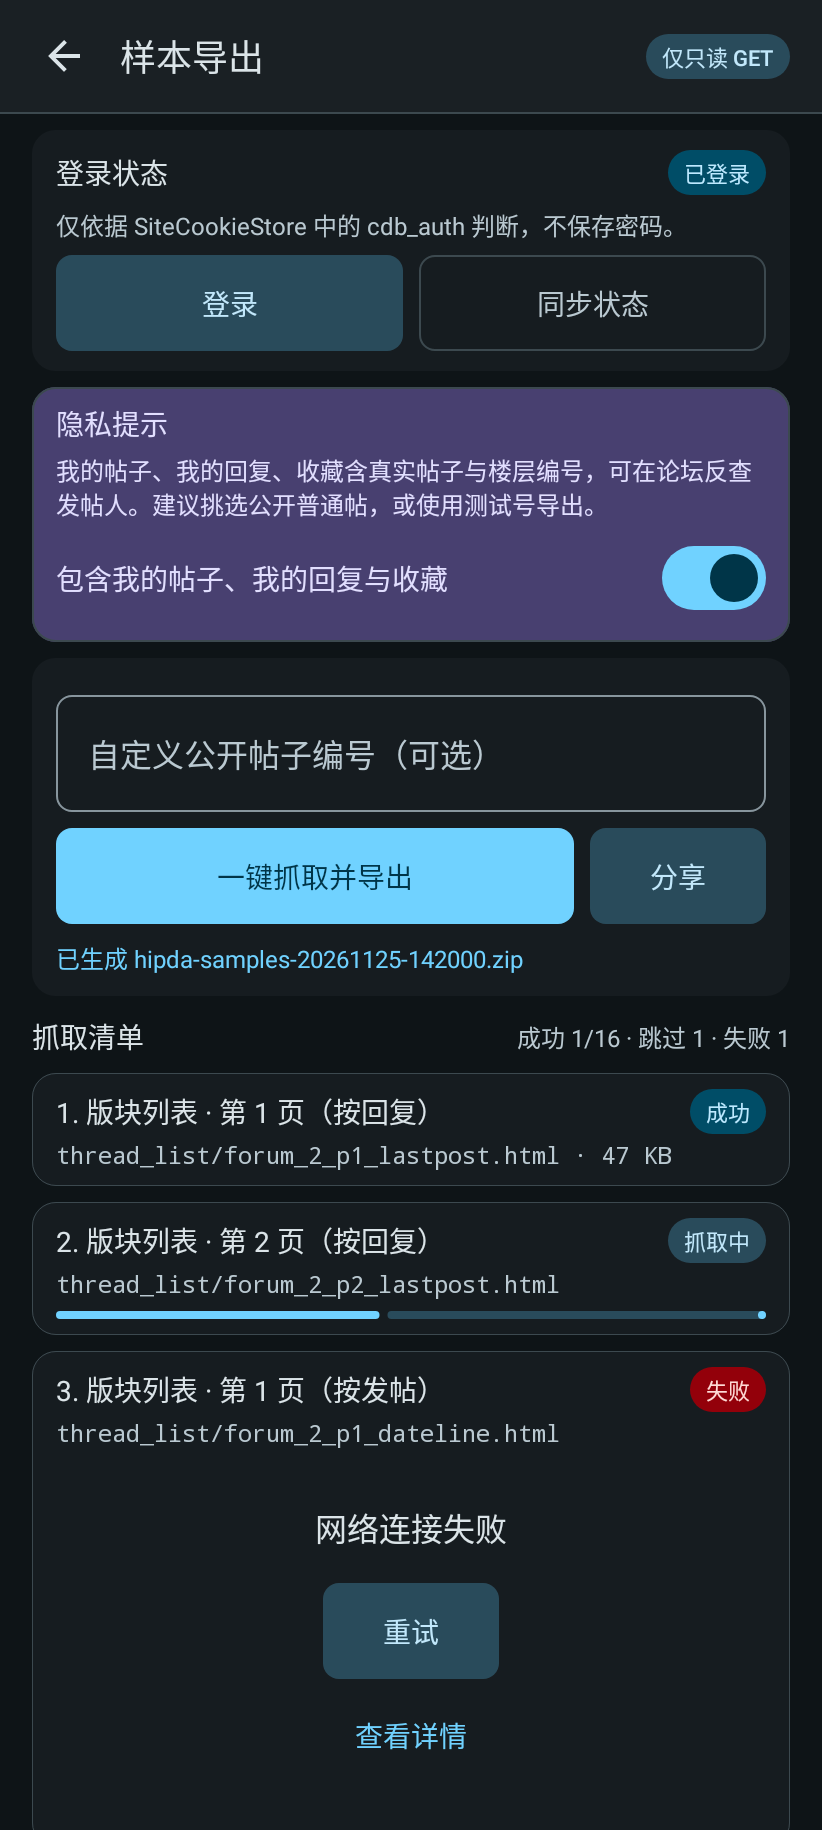 样本导出
仅只读 GET
登录状态
已登录
仅依据 SiteCookieStore 中的 cdb_auth 判断，不保存密码。
登录
同步状态
隐私提示
我的帖子、我的回复、收藏含真实帖子与楼层编号，可在论坛反查
发帖人。建议挑选公开普通帖，或使用测试号导出。
包含我的帖子、我的回复与收藏
自定义公开帖子编号（可选）
一键抓取并导出
分享
已生成 hipda-samples-20261125-142000.zip
抓取清单
成功 1/16 · 跳过 1 · 失败 1
1. 版块列表 · 第 1 页（按回复）
成功
thread_list/forum_2_p1_lastpost.html · 47 KB
2. 版块列表 · 第 2 页（按回复）
抓取中
thread_list/forum_2_p2_lastpost.html
3. 版块列表 · 第 1 页（按发帖）
失败
thread_list/forum_2_p1_dateline.html
网络连接失败
重试
查看详情